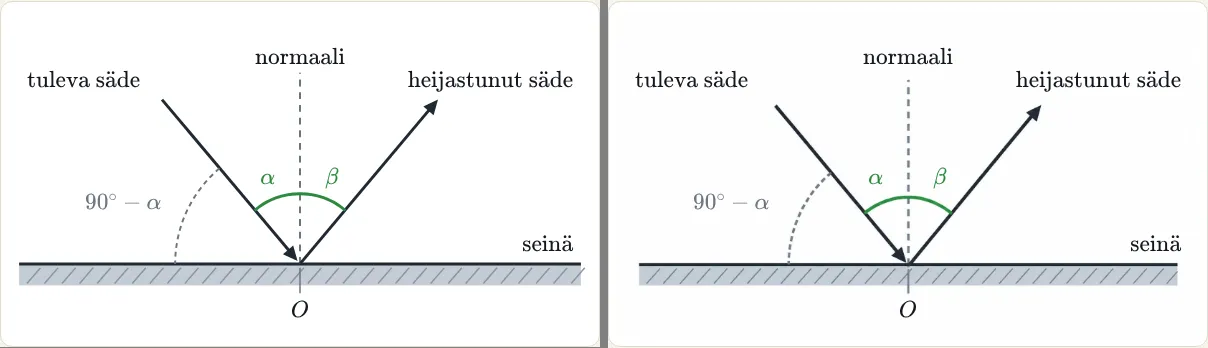 normaali
tuleva säde
heijastunut säde
α
β
90° − α
seinä
O
normaali
tuleva säde
heijastunut säde
α
β
90° − α
seinä
O